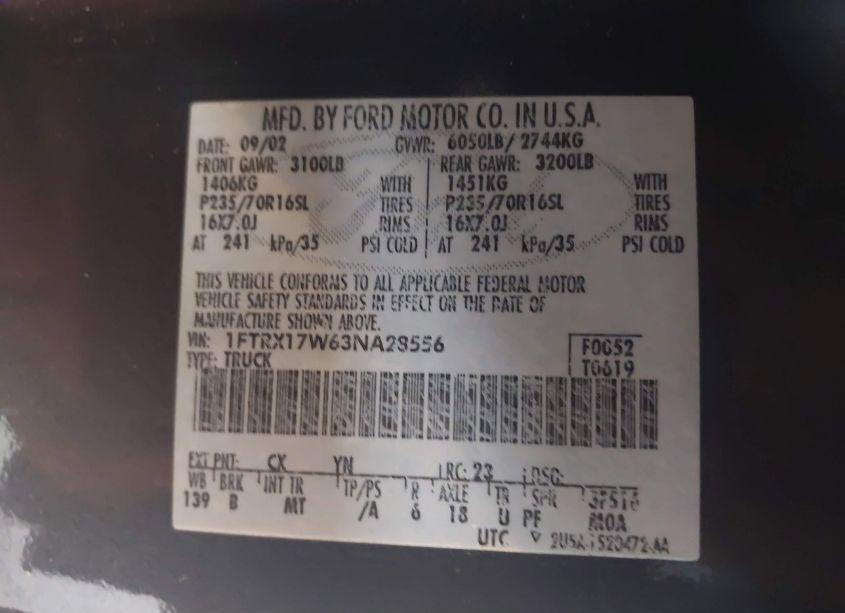 MFD. BY FORD MOTOR CO. IN U.S.A.
DATE: 09/02 GVWR: 6050LB/ 2744KG
FRONT GAWR: 3100LB REAR GAWR: 3200LB
1406KG WITH 1451KG WITH
P235/70R16SL TIRES P235/70R16SL TIRES
16X7.0J RIMS 16X7.0J RIMS
AT 241 kPa/35 PSI COLD AT 241 kPa/35 PSI COLD
THIS VEHICLE CONFORMS TO ALL APPLICABLE FEDERAL MOTOR
VEHICLE SAFETY STANDARDS IN EFFECT ON THE DATE OF
MANUFACTURE SHOWN ABOVE.
VIN: 1FTRX17W63NA28556
F0052
TYPE: TRUCK
T0619
EXT PNT: CX YN RC: 23 DSO:
WB BRK INT TR TP/PS R AXLE TR SPR
139 B MT /A 6 18 U PF M0A
UTC